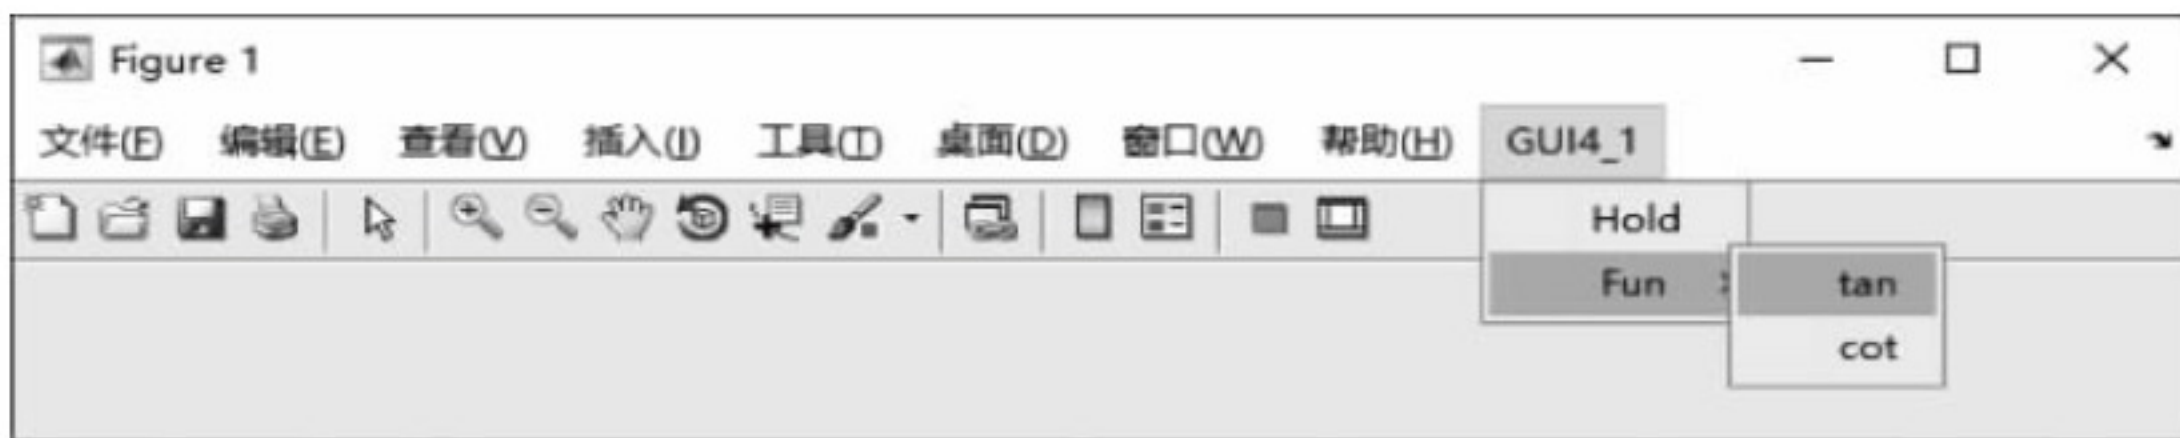 Figure 1
文件(F) 编辑(E) 查看(V) 插入(I) 工具(T) 桌面(D) 窗口(W) 帮助(H) GUI4_1
Hold
Fun tan
cot